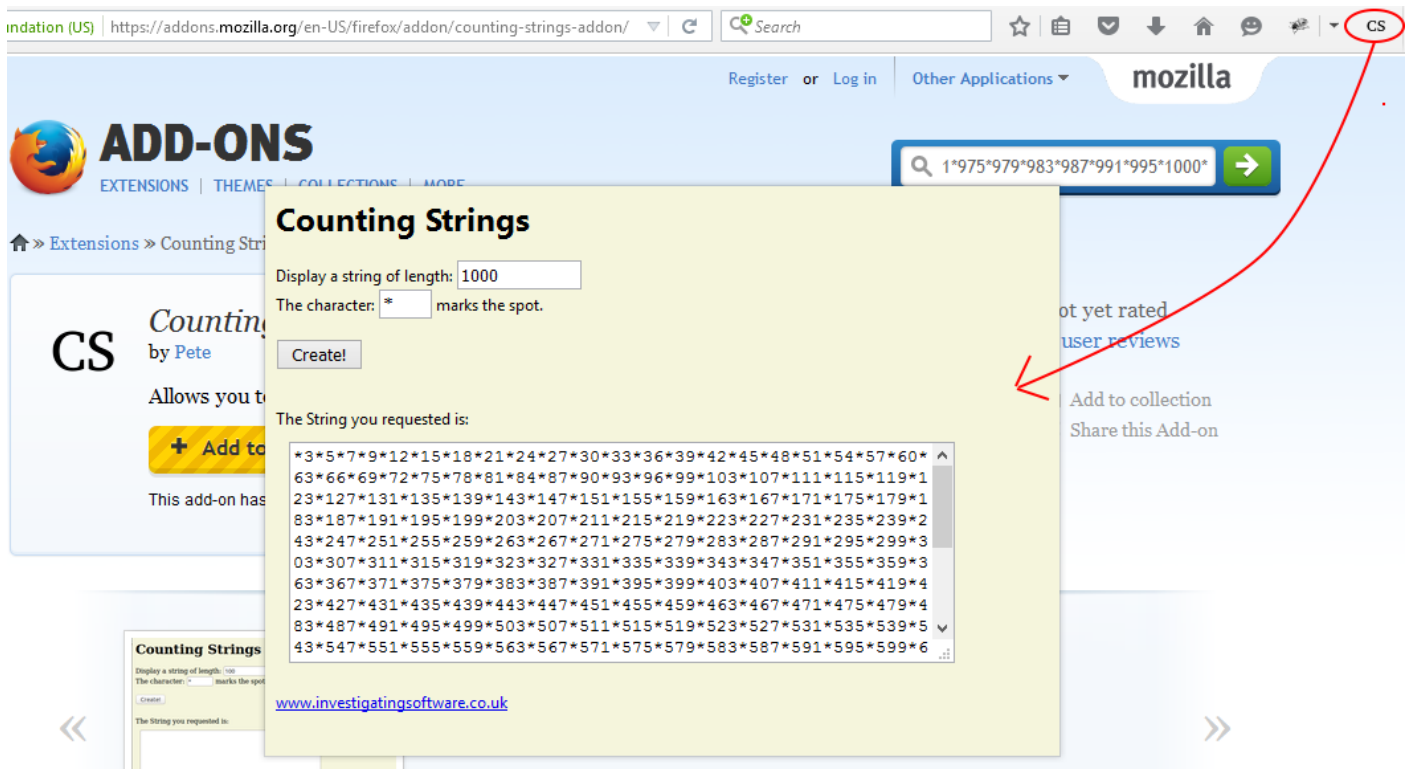 undation (US) https://addons.mozilla.org/en-US/firefox/addon/counting-strings-addon/ Search CS
Register or Log in Other Applications mozilla
ADD-ONS
EXTENSIONS | THEMES | COLLECTIONS | MORE
1*975*979*983*987*991*995*1000*
» Extensions » Counting Stri
Counting Strings
Display a string of length: 1000
The character: * marks the spot.
Create!
The String you requested is:
*3*5*7*9*12*15*18*21*24*27*30*33*36*39*42*45*48*51*54*57*60*
63*66*69*72*75*78*81*84*87*90*93*96*99*103*107*111*115*119*1
23*127*131*135*139*143*147*151*155*159*163*167*171*175*179*1
83*187*191*195*199*203*207*211*215*219*223*227*231*235*239*2
43*247*251*255*259*263*267*271*275*279*283*287*291*295*299*3
03*307*311*315*319*323*327*331*335*339*343*347*351*355*359*3
63*367*371*375*379*383*387*391*395*399*403*407*411*415*419*4
23*427*431*435*439*443*447*451*455*459*463*467*471*475*479*4
83*487*491*495*499*503*507*511*515*519*523*527*531*535*539*5
43*547*551*555*559*563*567*571*575*579*583*587*591*595*599*6
www.investigatingsoftware.co.uk
CS
Counting
by Pete
Allows you to
+ Add to
This add-on has
ot yet rated
user reviews
Add to collection
Share this Add-on
Counting Strings
Display a string of length: 100
The character: * marks the spot
Create!
The String you requested is:
«
»